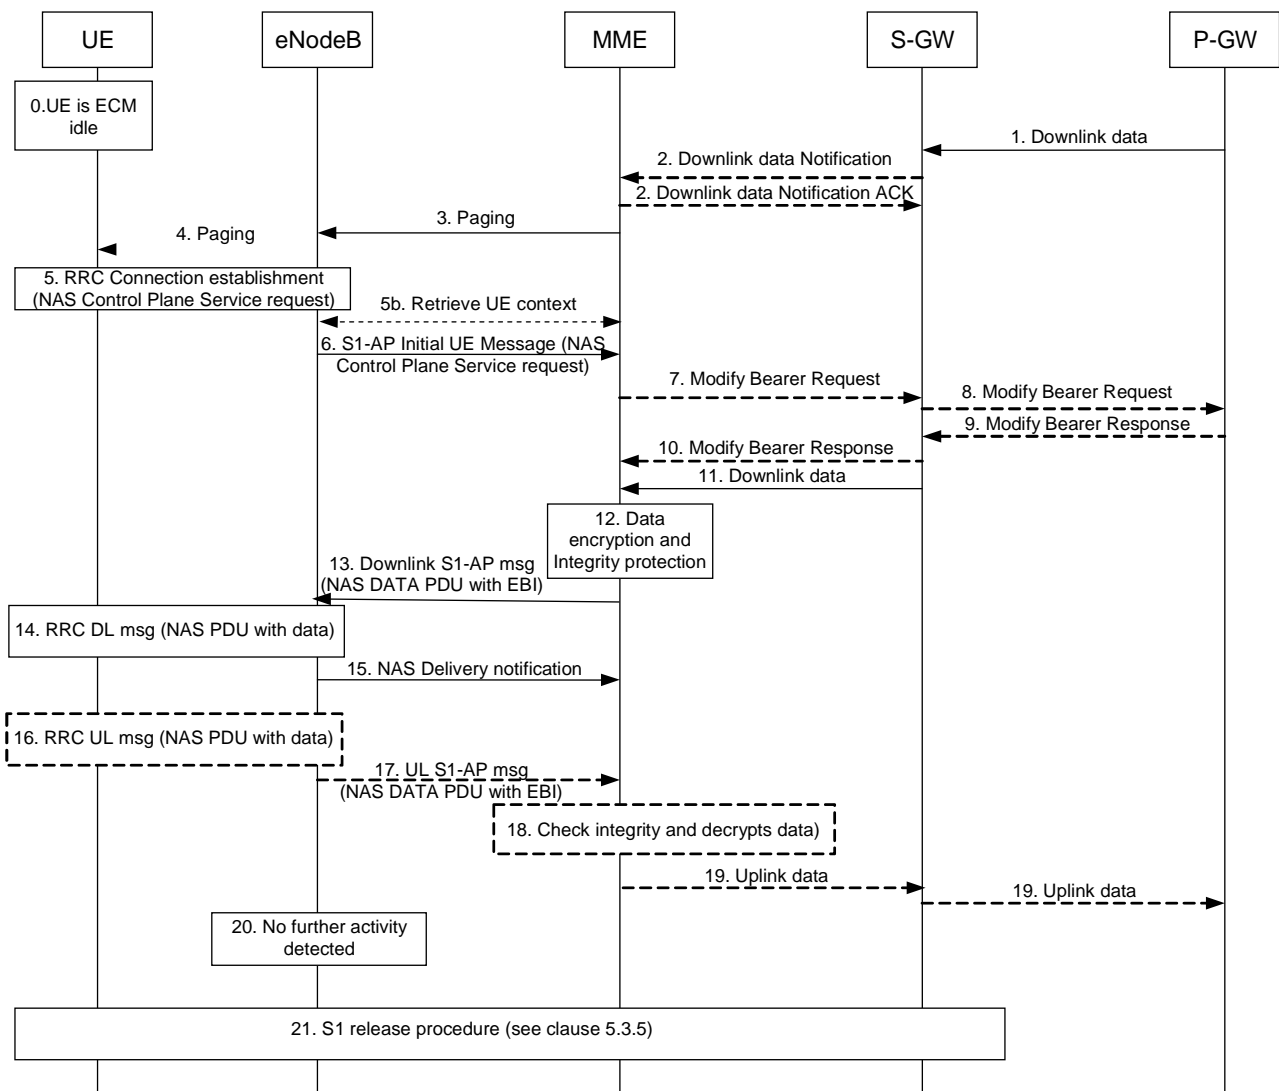 UE
eNodeB
MME
S-GW
P-GW
0.UE is ECM
idle
1. Downlink data
2. Downlink data Notification
2. Downlink data Notification ACK
3. Paging
4. Paging
5. RRC Connection establishment
(NAS Control Plane Service request)
5b. Retrieve UE context
6. S1-AP Initial UE Message (NAS
Control Plane Service request)
7. Modify Bearer Request
8. Modify Bearer Request
9. Modify Bearer Response
10. Modify Bearer Response
11. Downlink data
12. Data
encryption and
Integrity protection
13. Downlink S1-AP msg
(NAS DATA PDU with EBI)
14. RRC DL msg (NAS PDU with data)
15. NAS Delivery notification
16. RRC UL msg (NAS PDU with data)
17. UL S1-AP msg
(NAS DATA PDU with EBI)
18. Check integrity and decrypts data)
19. Uplink data
19. Uplink data
20. No further activity
detected
21. S1 release procedure (see clause 5.3.5)